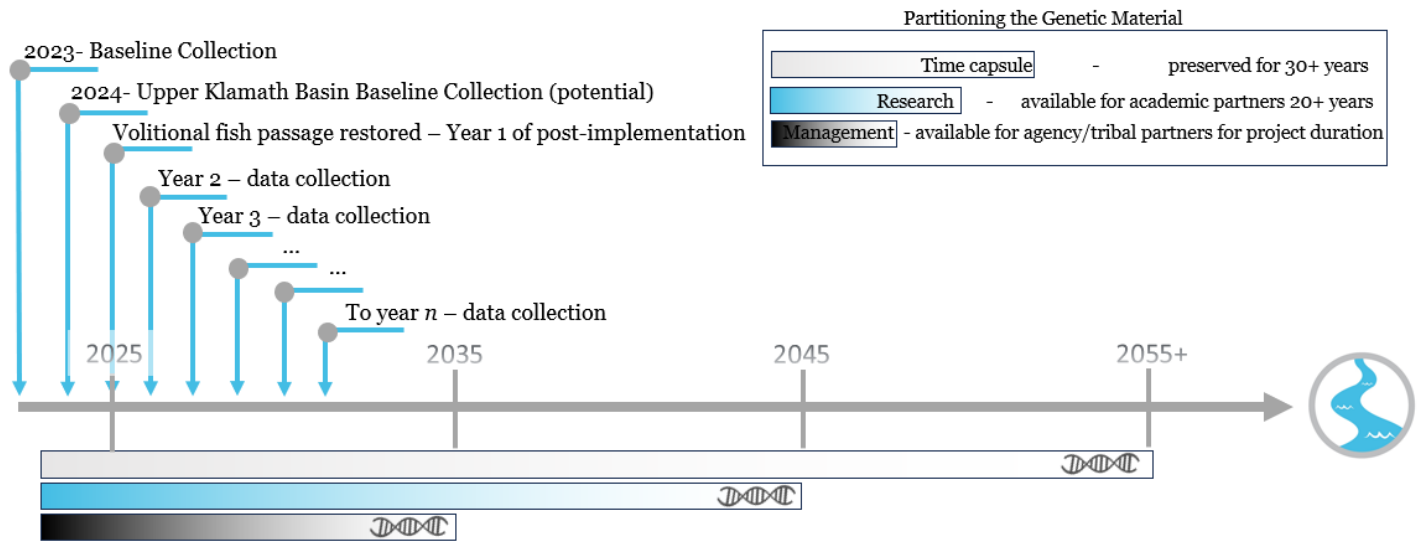 Partitioning the Genetic Material
2023- Baseline Collection
Time capsule - preserved for 30+ years
2024- Upper Klamath Basin Baseline Collection (potential)
Research - available for academic partners 20+ years
Volitional fish passage restored – Year 1 of post-implementation
Management - available for agency/tribal partners for project duration
Year 2 – data collection
Year 3 – data collection
...
...
To year n – data collection
2025 2035 2045 2055+